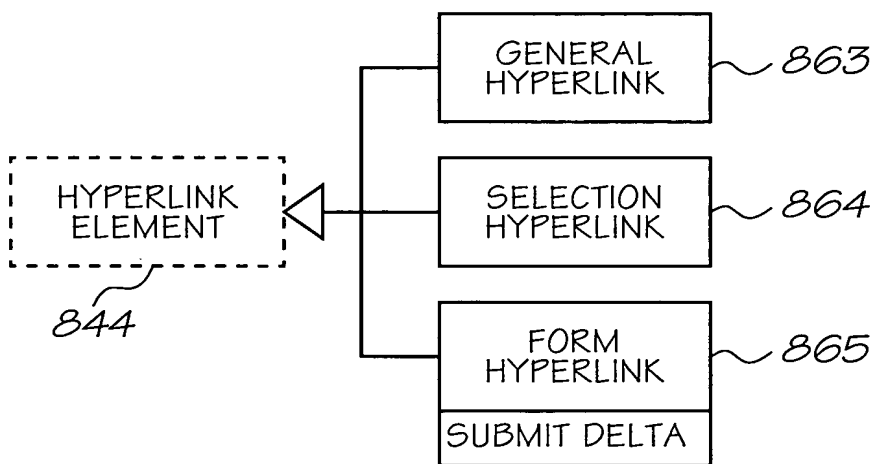 GENERAL
HYPERLINK
863
HYPERLINK
ELEMENT
844
SELECTION
HYPERLINK
864
FORM
HYPERLINK
865
SUBMIT DELTA